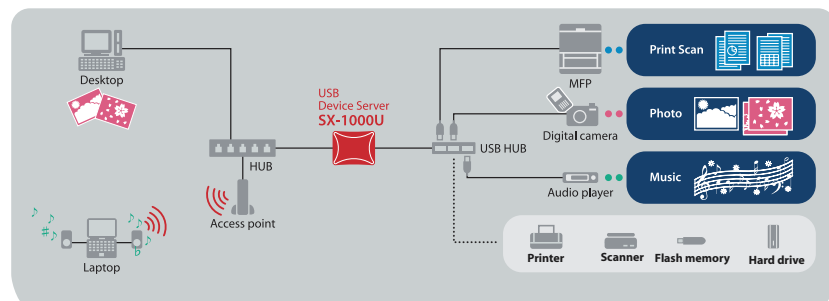 Desktop
USB
Device Server
SX-1000U
HUB
Access point
Laptop
USB HUB
MFP
Digital camera
Audio player
Print Scan
Photo
Music
Printer
Scanner
Flash memory
Hard drive